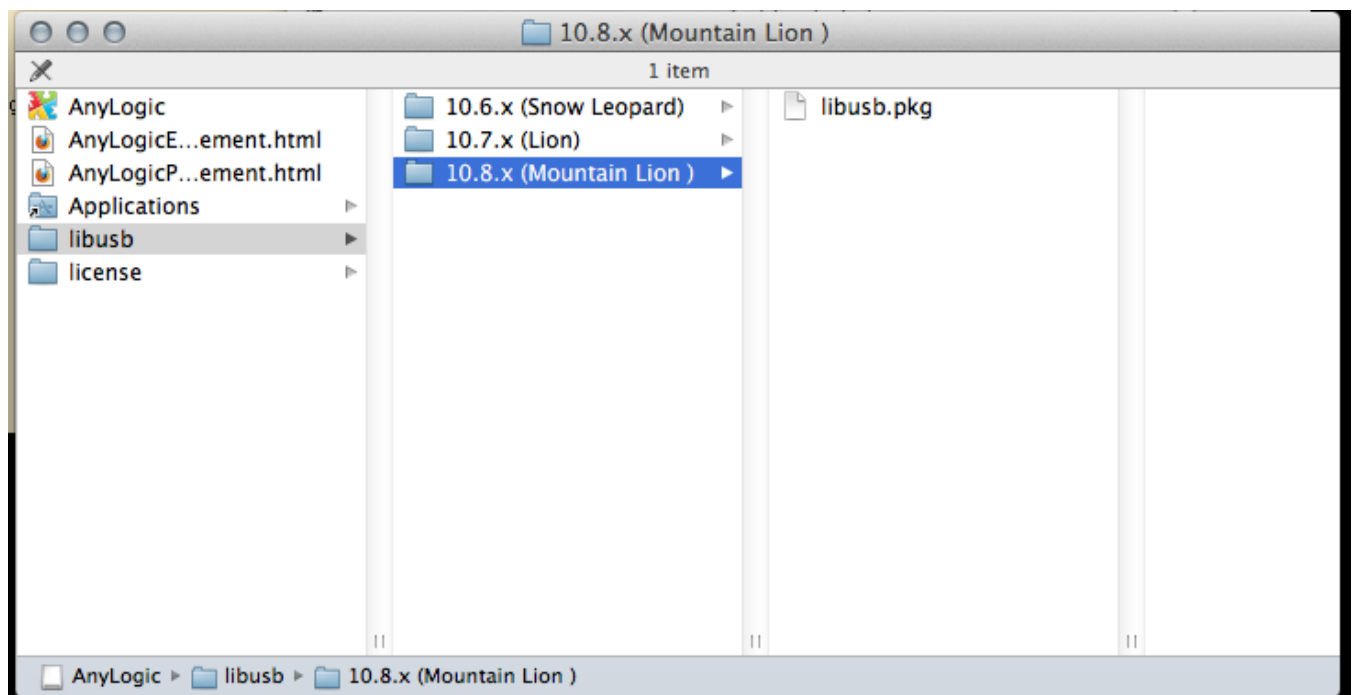 10.8.x (Mountain Lion )
1 item
AnyLogic
AnyLogicE...ement.html
AnyLogicP...ement.html
Applications
libusb
license
10.6.x (Snow Leopard)
10.7.x (Lion)
10.8.x (Mountain Lion )
libusb.pkg
AnyLogic ▸ libusb ▸ 10.8.x (Mountain Lion )